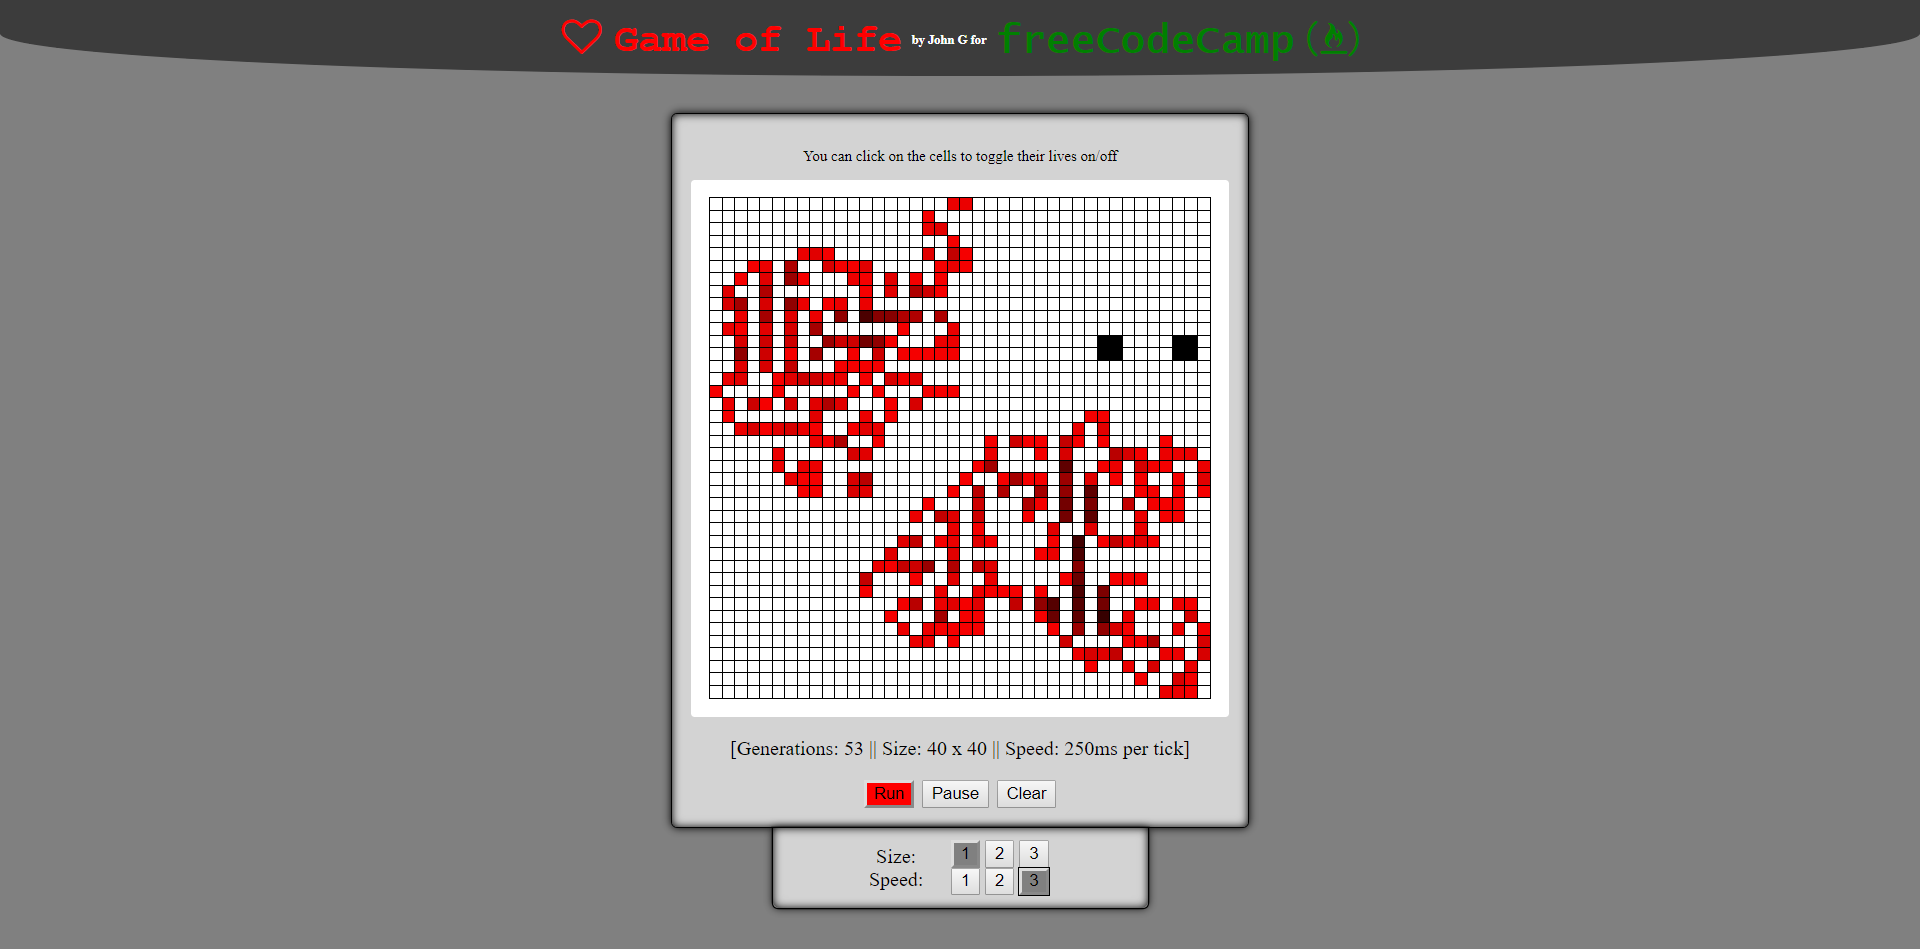 Game of Life by John G for freeCodeCamp
You can click on the cells to toggle their lives on/off
[Generations: 53 || Size: 40 x 40 || Speed: 250ms per tick]
Run Pause Clear
Size: 1 2 3
Speed: 1 2 3